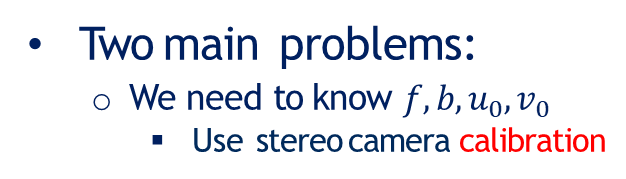 • Two main problems:
o We need to know f, b, u₀, v₀
▪ Use stereo camera calibration